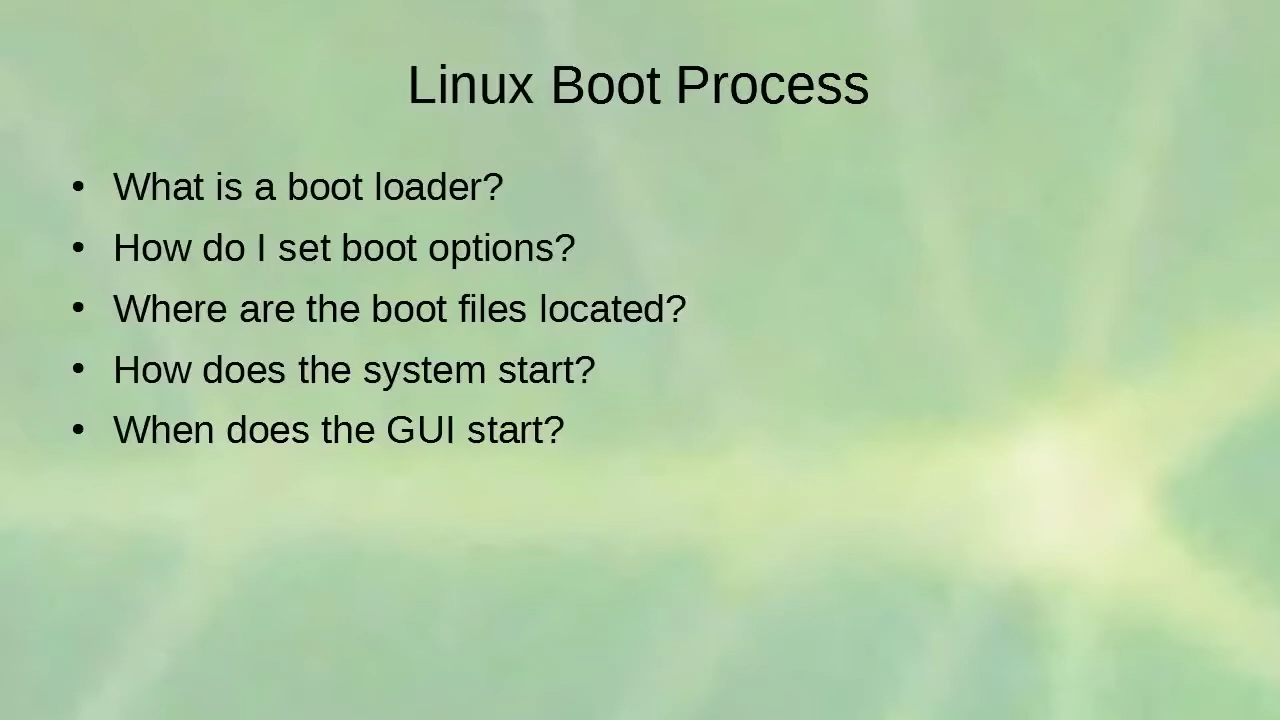 Linux Boot Process
• What is a boot loader?
• How do I set boot options?
• Where are the boot files located?
• How does the system start?
• When does the GUI start?